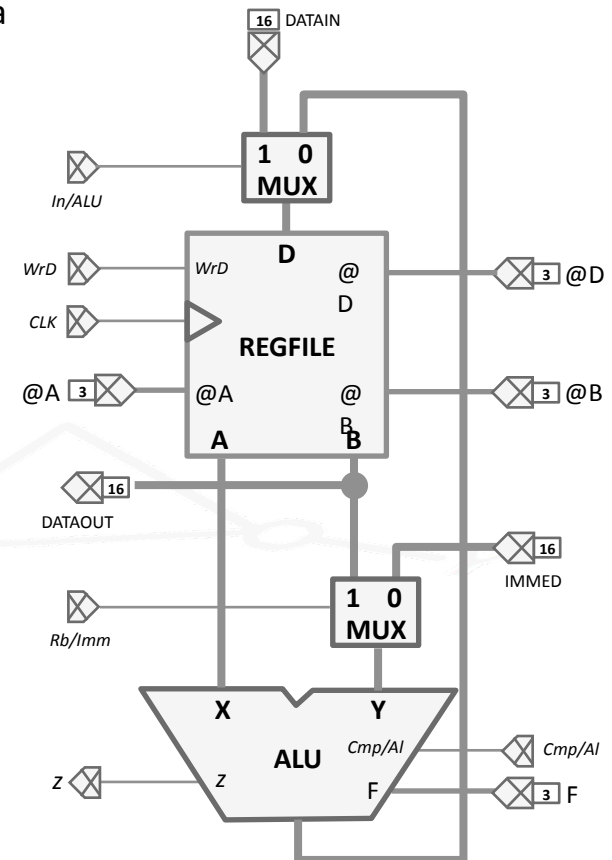 a
16 DATAIN
1 0
MUX
In/ALU
D
WrD WrD @
D
3 @D
CLK
REGFILE
@A 3 @A @
B
3 @B
A B
16
DATAOUT
16
IMMED
1 0
MUX
Rb/Imm
X Y
Cmp/Al Cmp/Al
ALU
z z
F 3 F